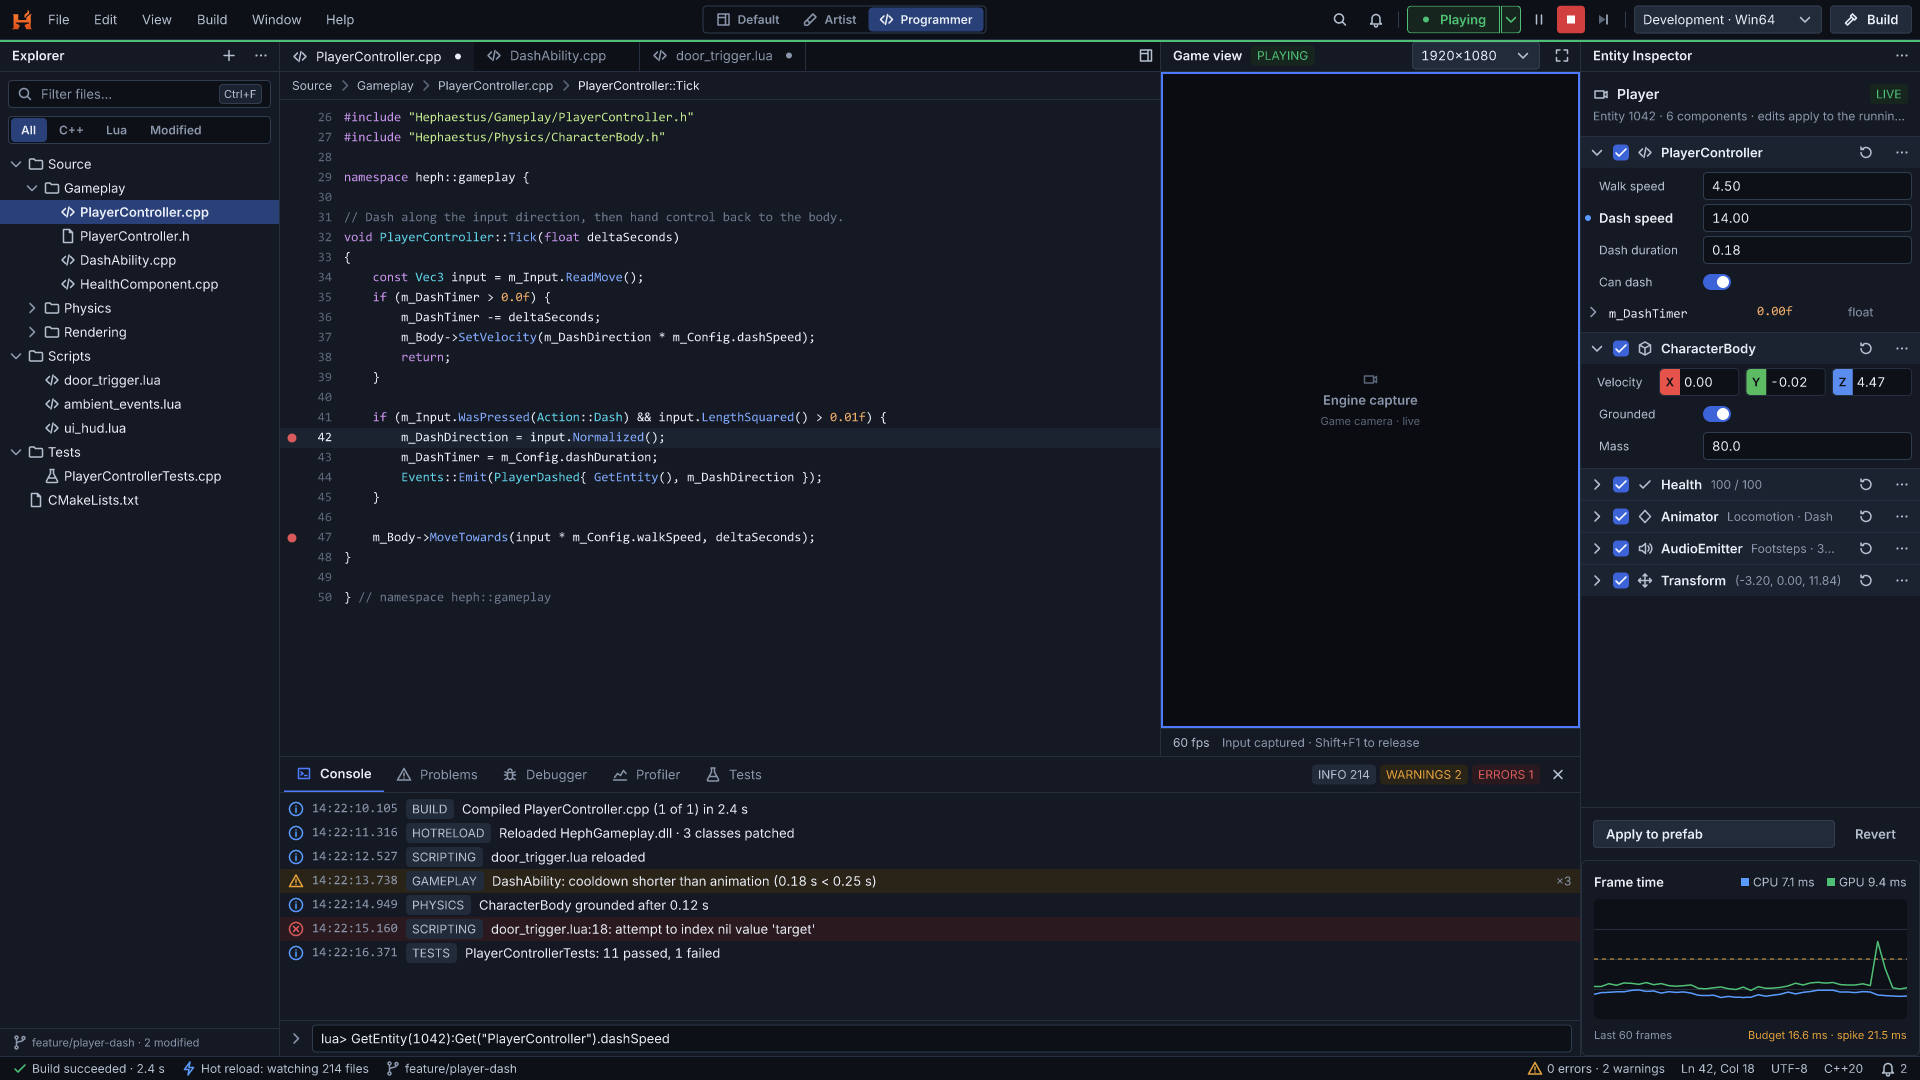 File Edit View Build Window Help
Default Artist Programmer
Playing
Development · Win64
Build
Explorer
Filter files... Ctrl+F
All C++ Lua Modified
Source
Gameplay
PlayerController.cpp
PlayerController.h
DashAbility.cpp
HealthComponent.cpp
Physics
Rendering
Scripts
door_trigger.lua
ambient_events.lua
ui_hud.lua
Tests
PlayerControllerTests.cpp
CMakeLists.txt
feature/player-dash · 2 modified
PlayerController.cpp DashAbility.cpp door_trigger.lua
Source Gameplay PlayerController.cpp PlayerController::Tick
26 #include "Hephaestus/Gameplay/PlayerController.h"
27 #include "Hephaestus/Physics/CharacterBody.h"
28
29 namespace heph::gameplay {
30
31 // Dash along the input direction, then hand control back to the body.
32 void PlayerController::Tick(float deltaSeconds)
33 {
34 const Vec3 input = m_Input.ReadMove();
35 if (m_DashTimer > 0.0f) {
36 m_DashTimer -= deltaSeconds;
37 m_Body->SetVelocity(m_DashDirection * m_Config.dashSpeed);
38 return;
39 }
40
41 if (m_Input.WasPressed(Action::Dash) && input.LengthSquared() > 0.01f) {
42 m_DashDirection = input.Normalized();
43 m_DashTimer = m_Config.dashDuration;
44 Events::Emit(PlayerDashed{ GetEntity(), m_DashDirection });
45 }
46
47 m_Body->MoveTowards(input * m_Config.walkSpeed, deltaSeconds);
48 }
49
50 } // namespace heph::gameplay
Game view PLAYING 1920×1080
Engine capture
Game camera · live
60 fps Input captured · Shift+F1 to release
Console Problems Debugger Profiler Tests INFO 214 WARNINGS 2 ERRORS 1
14:22:10.105 BUILD Compiled PlayerController.cpp (1 of 1) in 2.4 s
14:22:11.316 HOTRELOAD Reloaded HephGameplay.dll · 3 classes patched
14:22:12.527 SCRIPTING door_trigger.lua reloaded
14:22:13.738 GAMEPLAY DashAbility: cooldown shorter than animation (0.18 s < 0.25 s) ×3
14:22:14.949 PHYSICS CharacterBody grounded after 0.12 s
14:22:15.160 SCRIPTING door_trigger.lua:18: attempt to index nil value 'target'
14:22:16.371 TESTS PlayerControllerTests: 11 passed, 1 failed
lua> GetEntity(1042):Get("PlayerController").dashSpeed
Entity Inspector
Player LIVE
Entity 1042 · 6 components · edits apply to the runnin...
PlayerController
Walk speed 4.50
Dash speed 14.00
Dash duration 0.18
Can dash
m_DashTimer 0.00f float
CharacterBody
Velocity X 0.00 Y -0.02 Z 4.47
Grounded
Mass 80.0
Health 100 / 100
Animator Locomotion · Dash
AudioEmitter Footsteps · 3...
Transform (-3.20, 0.00, 11.84)
Apply to prefab Revert
Frame time CPU 7.1 ms GPU 9.4 ms
Last 60 frames Budget 16.6 ms · spike 21.5 ms
Build succeeded · 2.4 s Hot reload: watching 214 files feature/player-dash 0 errors · 2 warnings Ln 42, Col 18 UTF-8 C++20 2